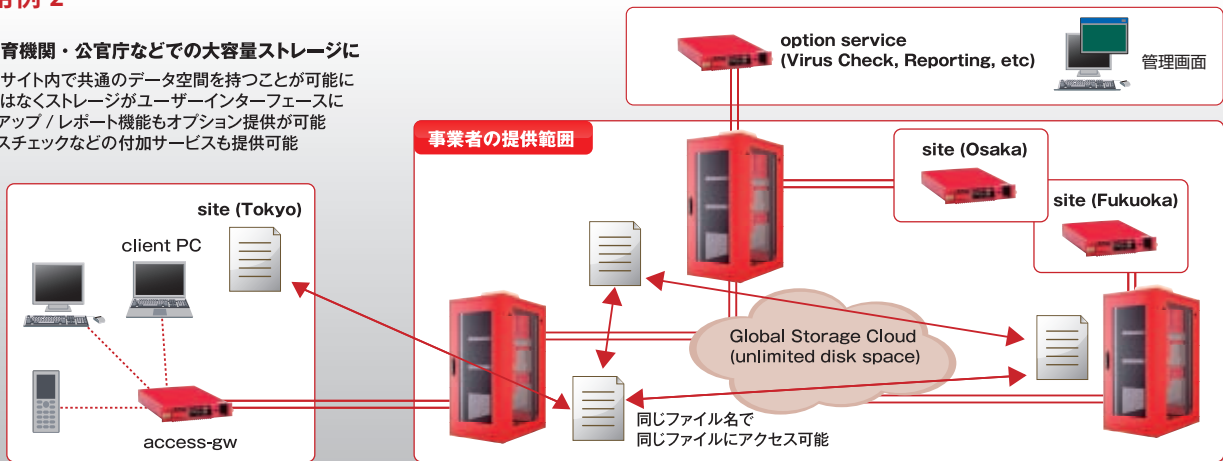 用例 2
育機関・公官庁などでの大容量ストレージに
サイト内で共通のデータ空間を持つことが可能に
はなくストレージがユーザーインターフェースに
アップ / レポート機能もオプション提供が可能
スチェックなどの付加サービスも提供可能
option service
(Virus Check, Reporting, etc)
管理画面
事業者の提供範囲
site (Osaka)
site (Fukuoka)
site (Tokyo)
client PC
access-gw
Global Storage Cloud
(unlimited disk space)
同じファイル名で
同じファイルにアクセス可能